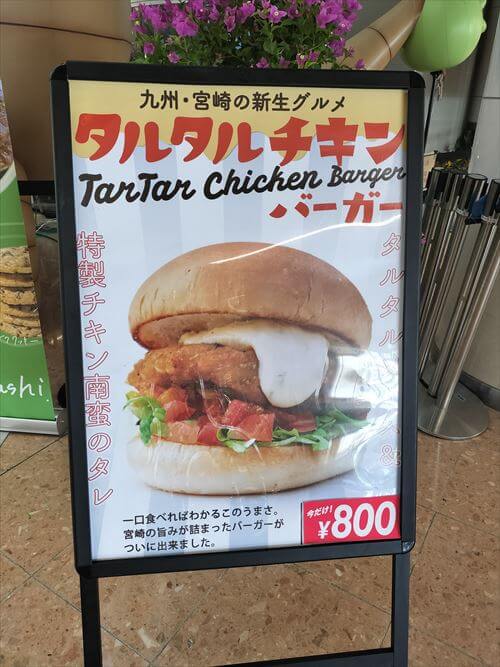 九州・宮崎の新生グルメ
タルタルチキン
TarTar Chicken Barger
バーガー
タルタル
&
特製チキン南蛮のタレ
一口食べればわかるこのうまさ。
宮崎の旨みが詰まったバーガーが
ついに出来ました。
今だけ!
¥800
ashi.